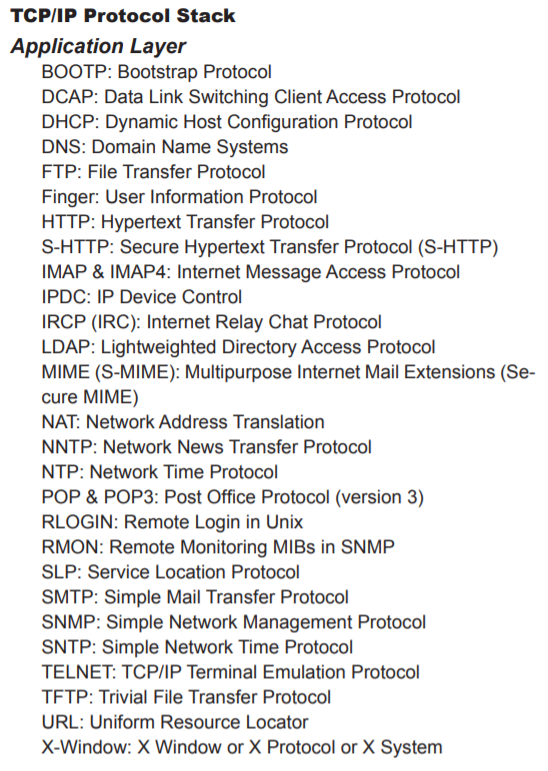 TCP/IP Protocol Stack
Application Layer
BOOTP: Bootstrap Protocol
DCAP: Data Link Switching Client Access Protocol
DHCP: Dynamic Host Configuration Protocol
DNS: Domain Name Systems
FTP: File Transfer Protocol
Finger: User Information Protocol
HTTP: Hypertext Transfer Protocol
S-HTTP: Secure Hypertext Transfer Protocol (S-HTTP)
IMAP & IMAP4: Internet Message Access Protocol
IPDC: IP Device Control
IRCP (IRC): Internet Relay Chat Protocol
LDAP: Lightweighted Directory Access Protocol
MIME (S-MIME): Multipurpose Internet Mail Extensions (Se-
cure MIME)
NAT: Network Address Translation
NNTP: Network News Transfer Protocol
NTP: Network Time Protocol
POP & POP3: Post Office Protocol (version 3)
RLOGIN: Remote Login in Unix
RMON: Remote Monitoring MIBs in SNMP
SLP: Service Location Protocol
SMTP: Simple Mail Transfer Protocol
SNMP: Simple Network Management Protocol
SNTP: Simple Network Time Protocol
TELNET: TCP/IP Terminal Emulation Protocol
TFTP: Trivial File Transfer Protocol
URL: Uniform Resource Locator
X-Window: X Window or X Protocol or X System